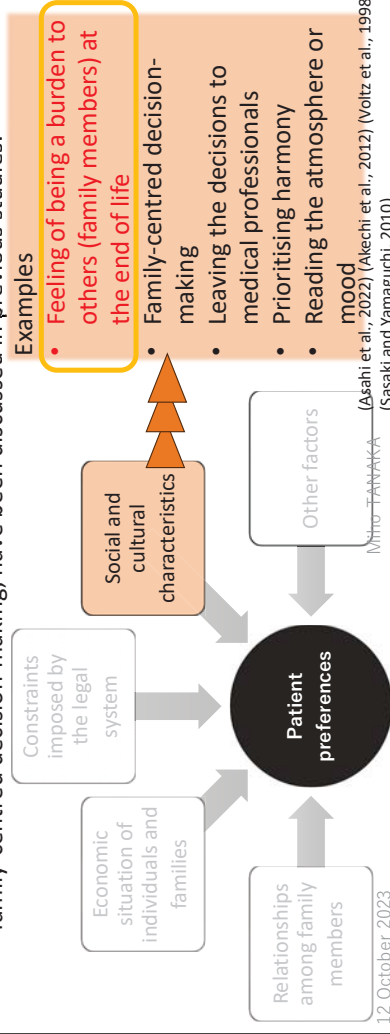 family-centred decision-making, have been discussed in previous studies.
Economic
situation of
individuals and
families
Constraints
imposed by
the legal
system
Social and
cultural
characteristics
Relationships
among family
members
Patient
preferences
Other factors
Examples
• Feeling of being a burden to
others (family members) at
the end of life
• Family-centred decision-
making
• Leaving the decisions to
medical professionals
• Prioritising harmony
• Reading the atmosphere or
mood
(Asahi et al., 2022) (Akechi et al., 2012) (Voltz et al., 1998
(Sasaki and Yamaguchi, 2010)
12 October 2023
Miho TANAKA